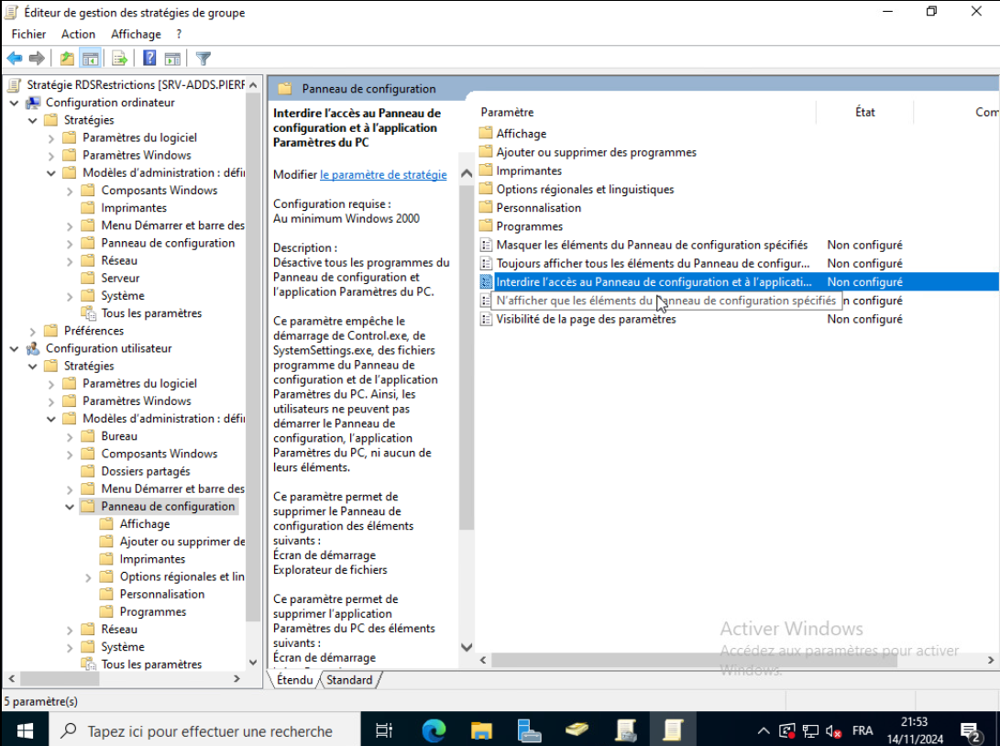 Éditeur de gestion des stratégies de groupe
Fichier Action Affichage ?
Stratégie RDSRestrictions [SRV-ADDS.PIERF
Configuration ordinateur
Stratégies
Paramètres du logiciel
Paramètres Windows
Modèles d'administration : défi
Composants Windows
Imprimantes
Menu Démarrer et barre des
Panneau de configuration
Réseau
Serveur
Système
Tous les paramètres
Préférences
Configuration utilisateur
Stratégies
Paramètres du logiciel
Paramètres Windows
Modèles d'administration : défi
Bureau
Composants Windows
Dossiers partagés
Menu Démarrer et barre des
Panneau de configuration
Affichage
Ajouter ou supprimer de
Imprimantes
Options régionales et lin
Personnalisation
Programmes
Réseau
Système
Tous les paramètres
Panneau de configuration
Interdire l'accès au Panneau de
configuration et à l'application
Paramètres du PC
Modifier le paramètre de stratégie
Configuration requise :
Au minimum Windows 2000
Description :
Désactive tous les programmes du
Panneau de configuration et
l'application Paramètres du PC.
Ce paramètre empêche le
démarrage de Control.exe, de
SystemSettings.exe, des fichiers
programme du Panneau de
configuration et de l'application
Paramètres du PC. Ainsi, les
utilisateurs ne peuvent pas
démarrer le Panneau de
configuration, l'application
Paramètres du PC, ni aucun de
leurs éléments.
Ce paramètre permet de
supprimer le Panneau de
configuration des éléments
suivants :
Écran de démarrage
Explorateur de fichiers
Ce paramètre permet de
supprimer l'application
Paramètres du PC des éléments
suivants :
Écran de démarrage
Paramètre État Com
Affichage
Ajouter ou supprimer des programmes
Imprimantes
Options régionales et linguistiques
Personnalisation
Programmes
Masquer les éléments du Panneau de configuration spécifiés Non configuré
Toujours afficher tous les éléments du Panneau de configur... Non configuré
Interdire l'accès au Panneau de configuration et à l'applicati... Non configuré
N'afficher que les éléments du Panneau de configuration spécifiés n configuré
Visibilité de la page des paramètres Non configuré
Activer Windows
Accédez aux paramètres pour activer
Windows.
Étendu Standard
5 paramètre(s)
Tapez ici pour effectuer une recherche
FRA
21:53
14/11/2024
2